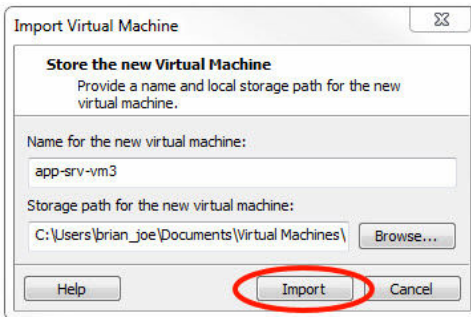 Import Virtual Machine
Store the new Virtual Machine
Provide a name and local storage path for the new
virtual machine.
Name for the new virtual machine:
app-srv-vm3
Storage path for the new virtual machine:
C:\Users\brian_joe\Documents\Virtual Machines\
Browse...
Help
Import
Cancel